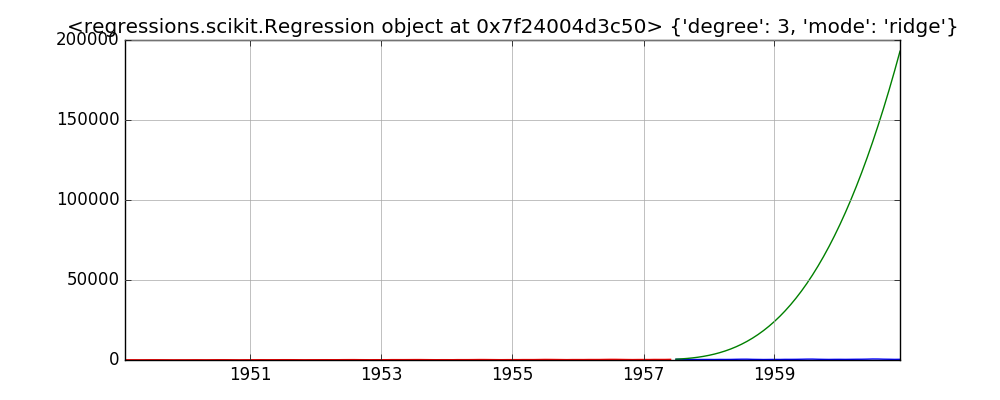 <regressions.scikit.Regression object at 0x7f24004d3c50> {'degree': 3, 'mode': 'ridge'}
200000
150000
100000
50000
0
1951 1953 1955 1957 1959